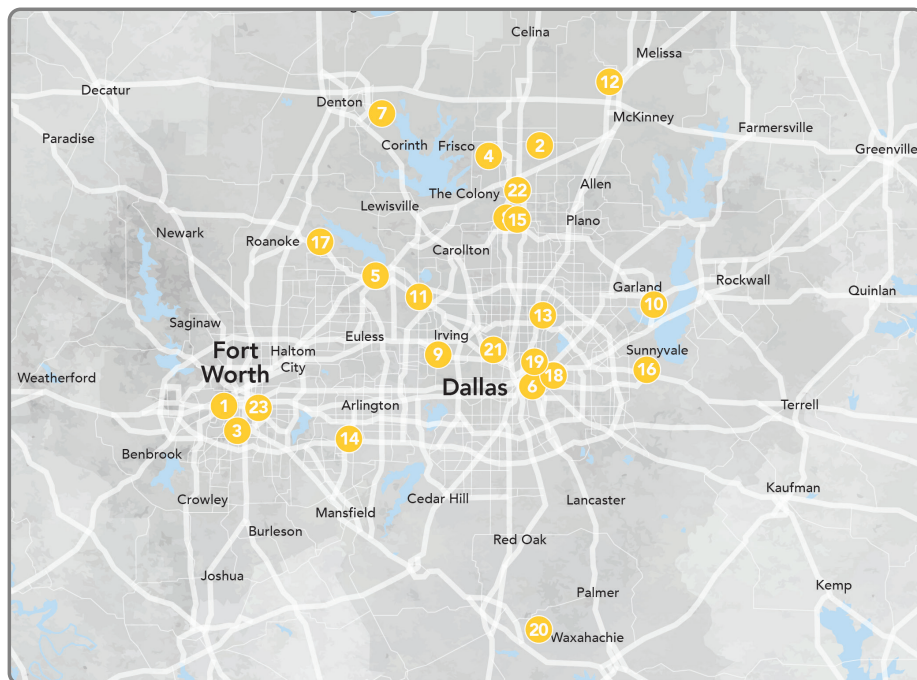 Celina
Melissa
12
Decatur
Denton
7
McKinney
Farmersville
Paradise
Corinth
Frisco
4
2
Greenville
The Colony
22
Allen
Lewisville
15
Plano
Newark
Roanoke
17
Carollton
5
11
Garland
10
Rockwall
Quinlan
Saginaw
13
Euless
Irving
9
21
Fort
Worth
Haltom
City
19
18
6
Dallas
Sunnyvale
16
Weatherford
1
23
3
Arlington
14
Terrell
Benbrook
Crowley
Mansfield
Cedar Hill
Lancaster
Kaufman
Burleson
Red Oak
Joshua
Palmer
Kemp
20
Waxahachie